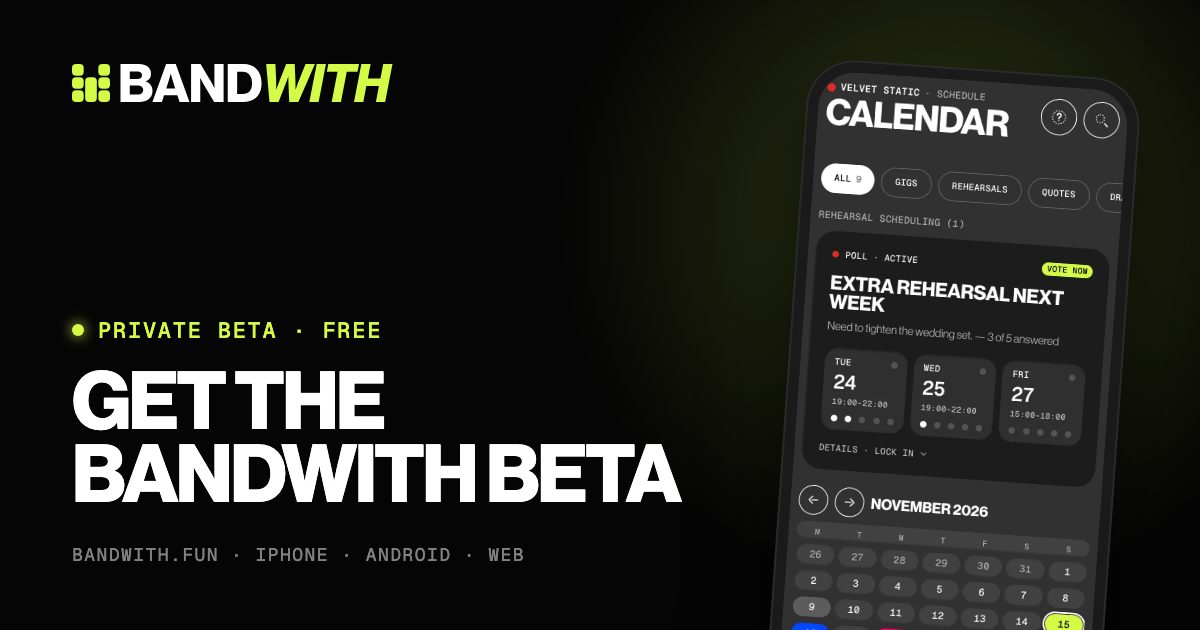 BANDWITH
PRIVATE BETA · FREE
GET THE
BANDWITH BETA
BANDWITH.FUN · IPHONE · ANDROID · WEB
VELVET STATIC · SCHEDULE
CALENDAR
?
ALL 9
GIGS
REHEARSALS
QUOTES
REHEARSAL SCHEDULING (1)
POLL · ACTIVE
VOTE NOW
EXTRA REHEARSAL NEXT
WEEK
Need to tighten the wedding set. — 3 of 5 answered
TUE
24
19:00–22:00
WED
25
19:00–22:00
FRI
27
15:00–18:00
DETAILS · LOCK IN
← → NOVEMBER 2026
M T W T F S S
26 27 28 29 30 31 1
2 3 4 5 6 7 8
9 10 11 12 13 14 15